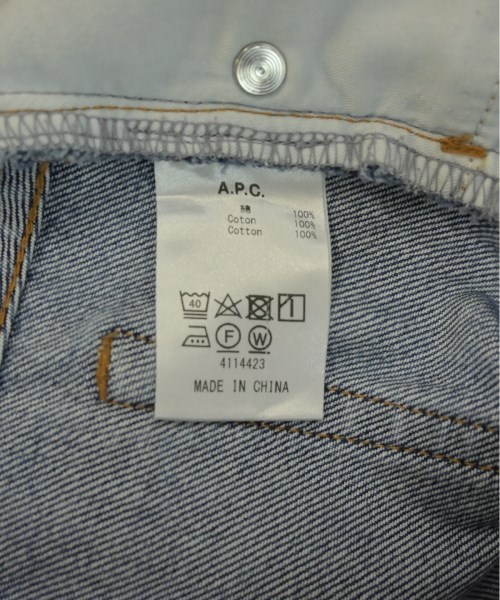 A.P.C.
綿 100%
Coton 100%
Cotton 100%
40
F W
4114423
MADE IN CHINA